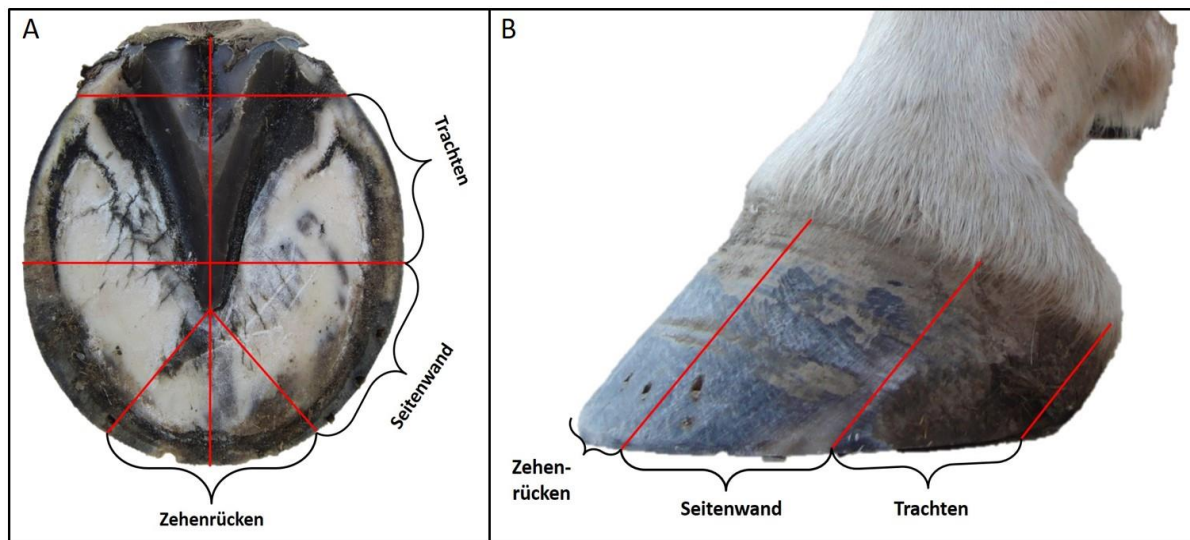 A
Trachten
Seitenwand
Zehenrücken
B
Zehen-
rücken
Seitenwand
Trachten